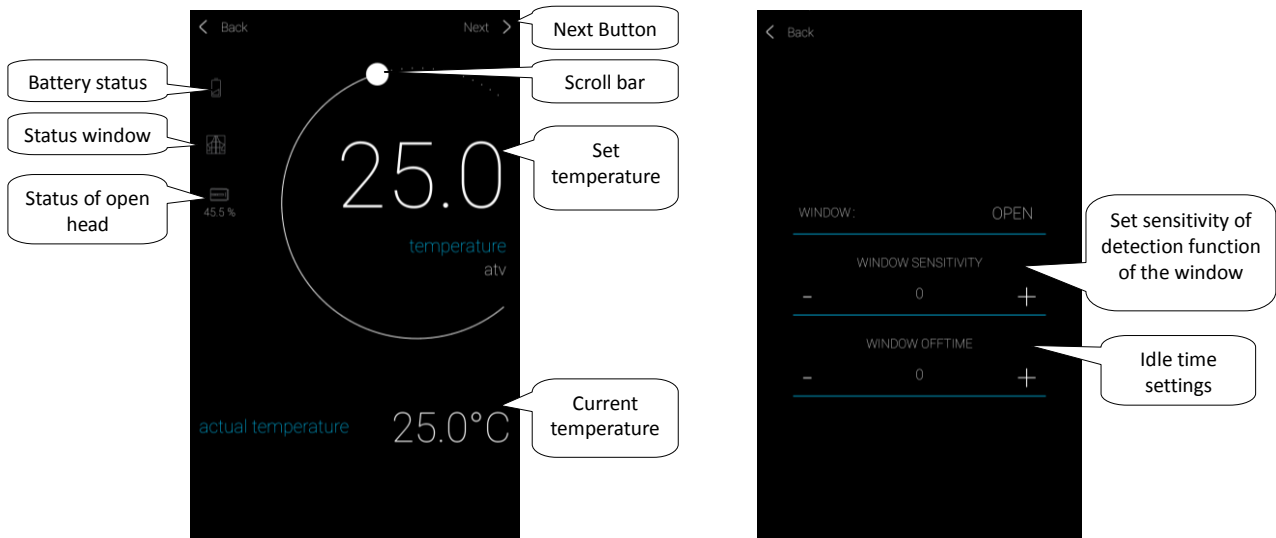 Back
Next
Next Button
Battery status
Scroll bar
Status window
25.0
Set
temperature
Status of open
head
45.5 %
temperature
atv
actual temperature
25.0°C
Current
temperature
Back
WINDOW:
OPEN
WINDOW SENSITIVITY
- 0 +
Set sensitivity of
detection function
of the window
WINDOW OFFTIME
- 0 +
Idle time
settings